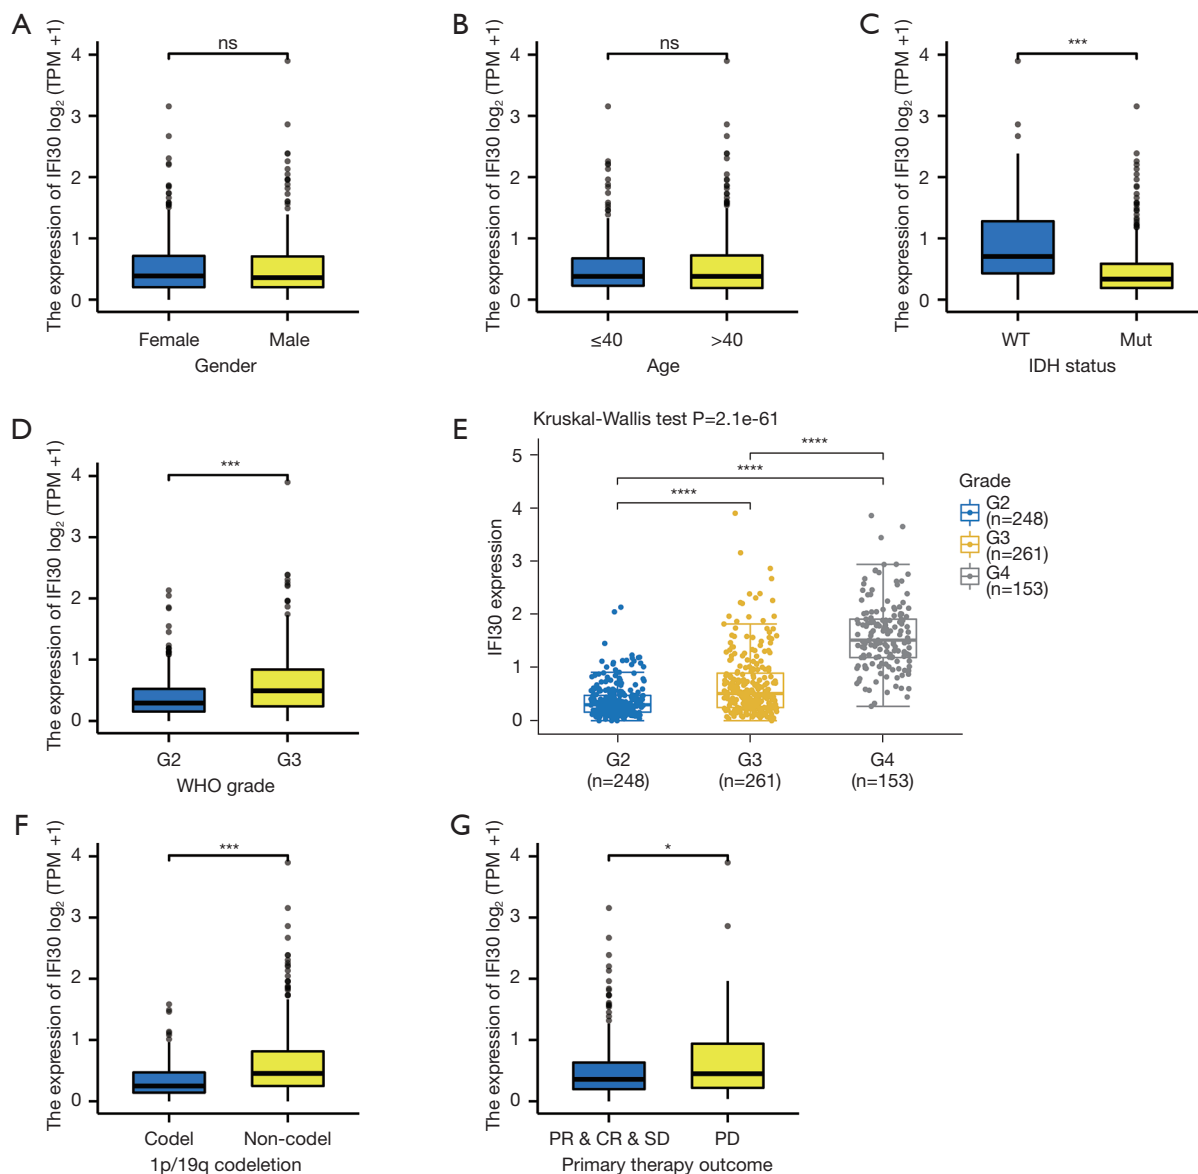 A
The expression of IFI30 log₂ (TPM +1)
4
3
2
1
0
ns
Female
Male
Gender
B
The expression of IFI30 log₂ (TPM +1)
4
3
2
1
0
ns
≤40
>40
Age
C
The expression of IFI30 log₂ (TPM +1)
4
3
2
1
0
***
WT
Mut
IDH status
D
The expression of IFI30 log₂ (TPM +1)
4
3
2
1
0
***
G2
G3
WHO grade
E
Kruskal-Wallis test P=2.1e-61
IFI30 expression
5
4
3
2
1
0
****
****
****
G2
(n=248)
G3
(n=261)
G4
(n=153)
Grade
G2
(n=248)
G3
(n=261)
G4
(n=153)
F
The expression of IFI30 log₂ (TPM +1)
4
3
2
1
0
***
Codel
Non-codel
1p/19q codeletion
G
The expression of IFI30 log₂ (TPM +1)
4
3
2
1
0
*
PR & CR & SD
PD
Primary therapy outcome